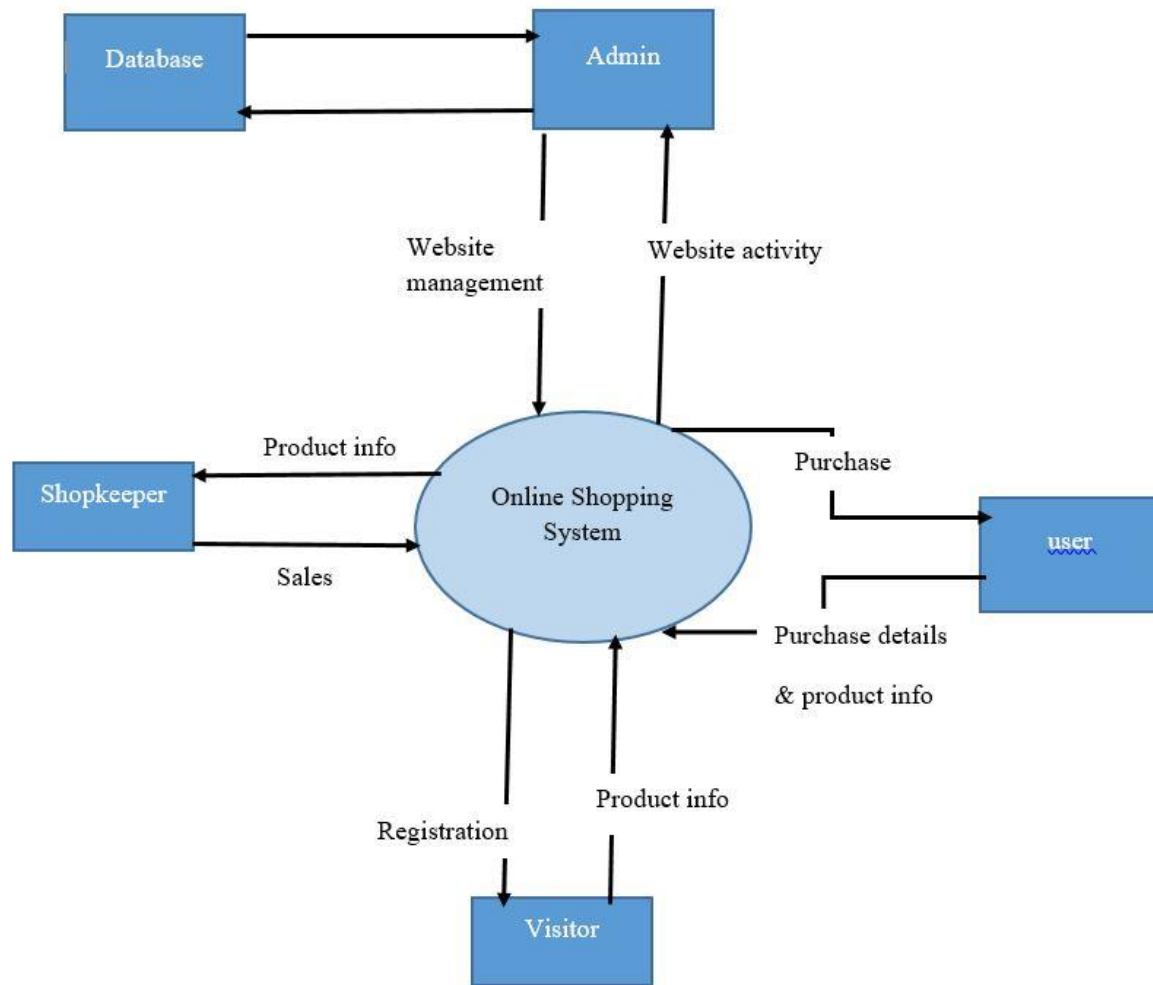 Database
Admin
Website
management
Website activity
Product info
Purchase
Shopkeeper
Online Shopping
System
user
Sales
Purchase details
& product info
Product info
Registration
Visitor